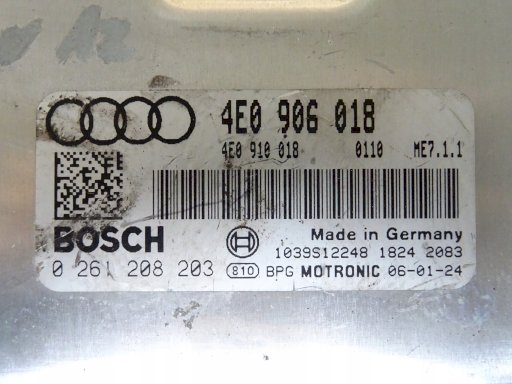 4E0 906 018
4E0 910 018 0110 ME7.1.1
BOSCH
Made in Germany
1039S12248 1824 2083
0 261 208 203 810 BPG MOTRONIC 06-01-24